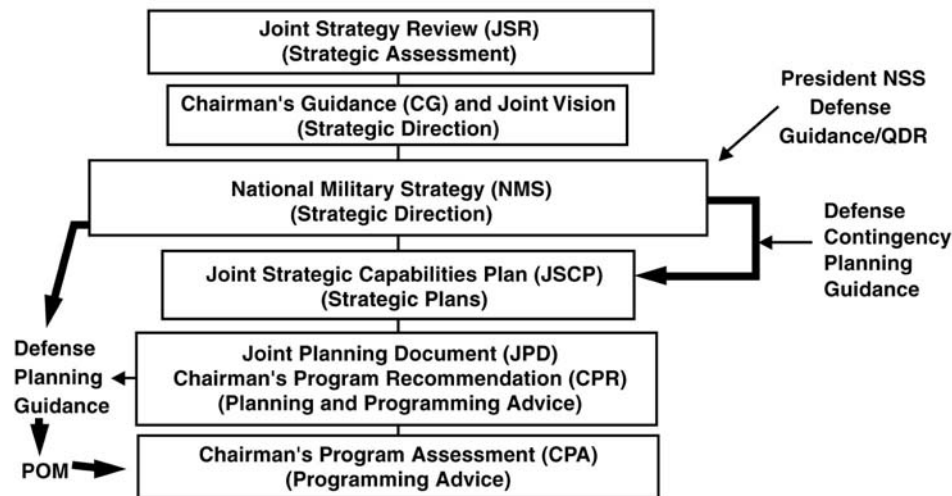 Joint Strategy Review (JSR)
(Strategic Assessment)
Chairman's Guidance (CG) and Joint Vision
(Strategic Direction)
President NSS
Defense
Guidance/QDR
National Military Strategy (NMS)
(Strategic Direction)
Defense
Contingency
Planning
Guidance
Joint Strategic Capabilities Plan (JSCP)
(Strategic Plans)
Defense
Planning
Guidance
Joint Planning Document (JPD)
Chairman's Program Recommendation (CPR)
(Planning and Programming Advice)
POM
Chairman's Program Assessment (CPA)
(Programming Advice)